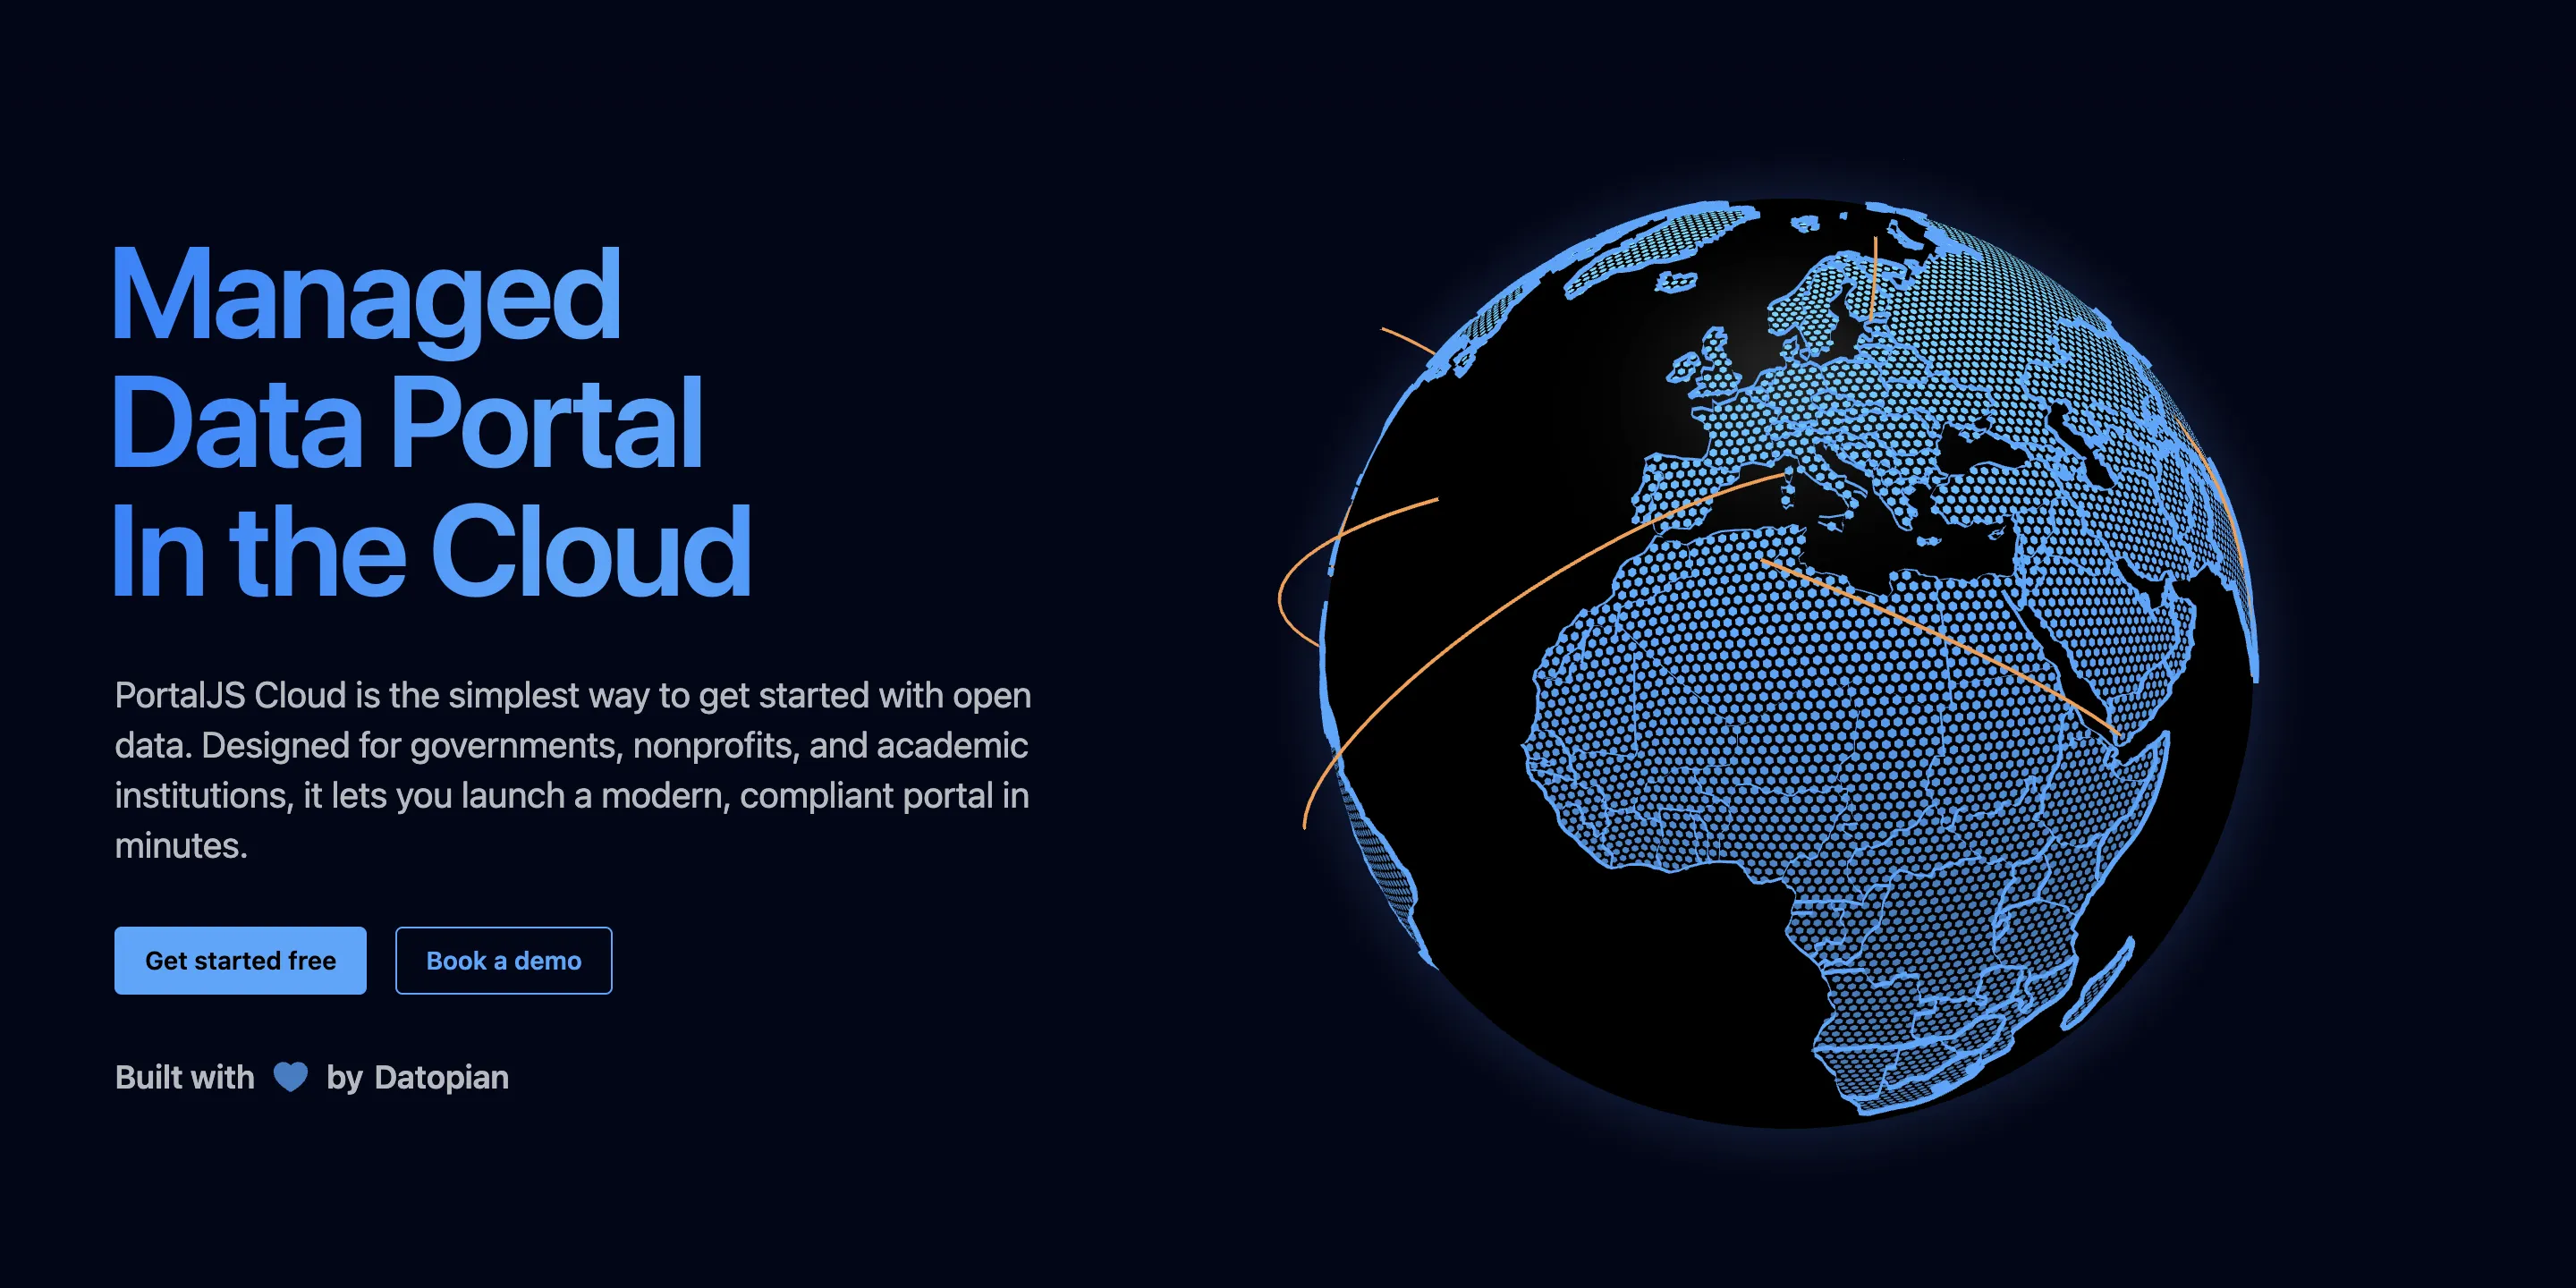 Managed
Data Portal
In the Cloud
PortalJS Cloud is the simplest way to get started with open
data. Designed for governments, nonprofits, and academic
institutions, it lets you launch a modern, compliant portal in
minutes.
Get started free
Book a demo
Built with by Datopian